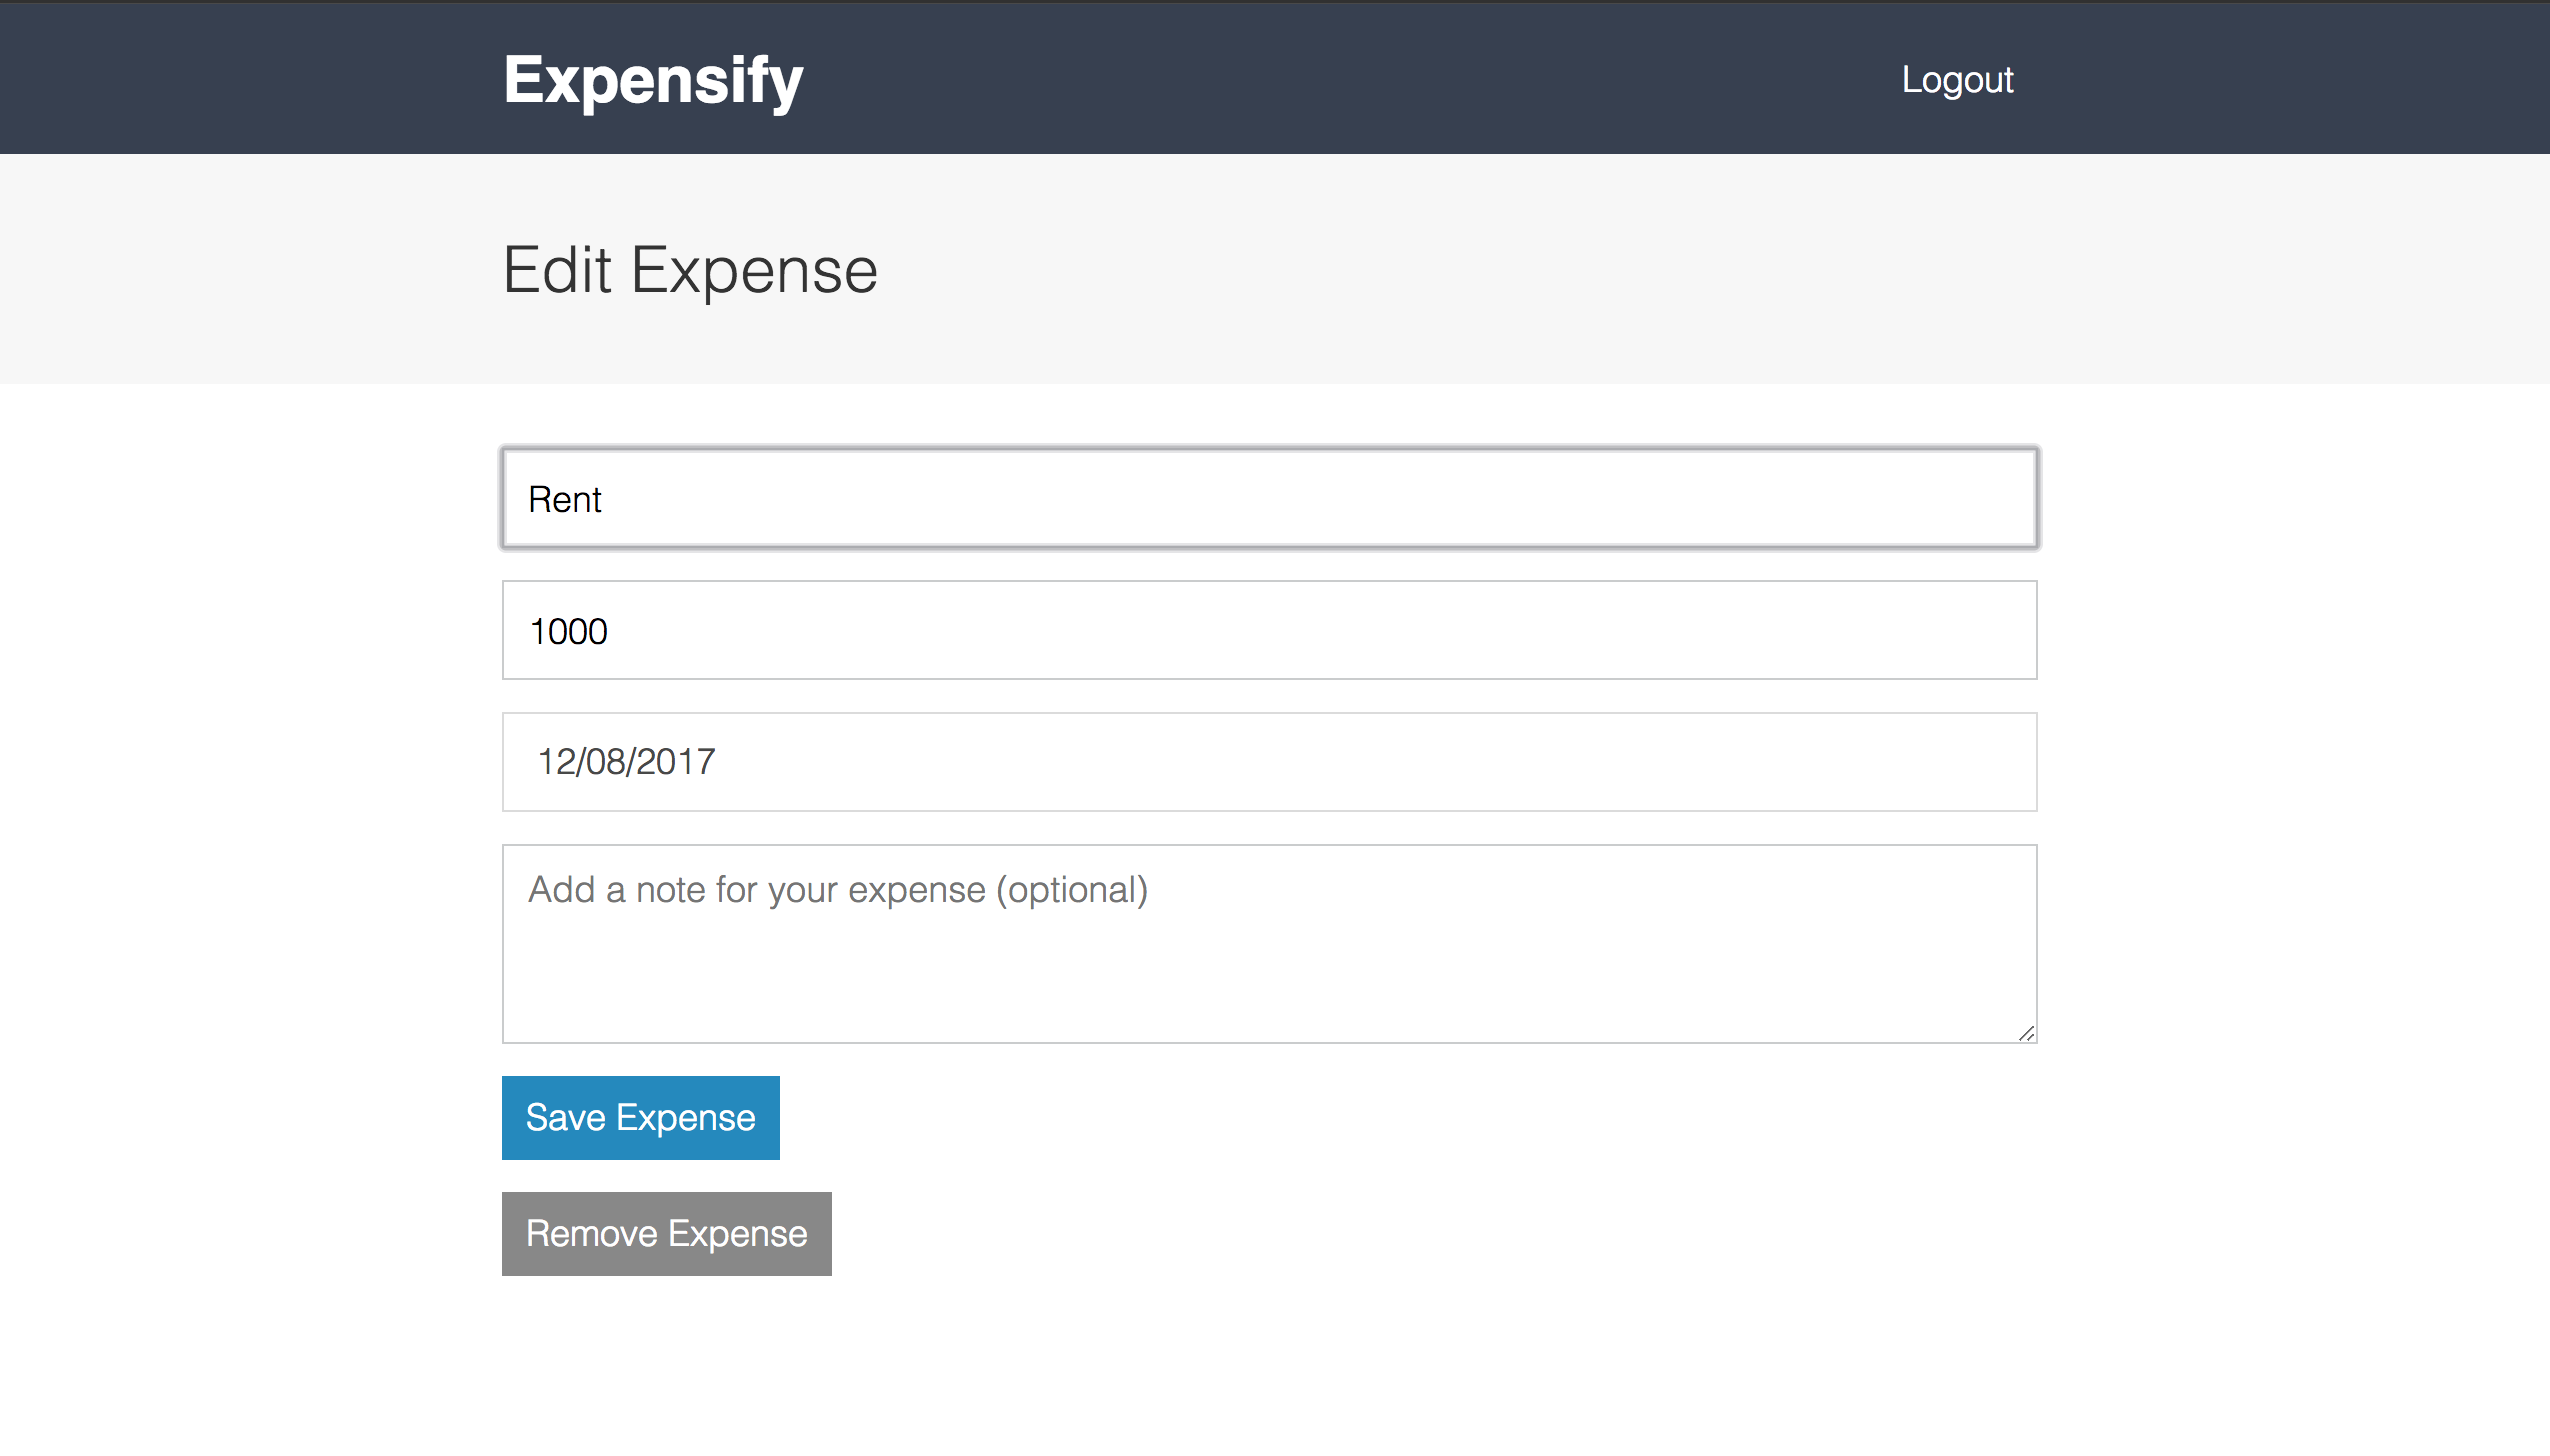 Expensify
Logout
Edit Expense
Rent
1000
12/08/2017
Add a note for your expense (optional)
Save Expense
Remove Expense